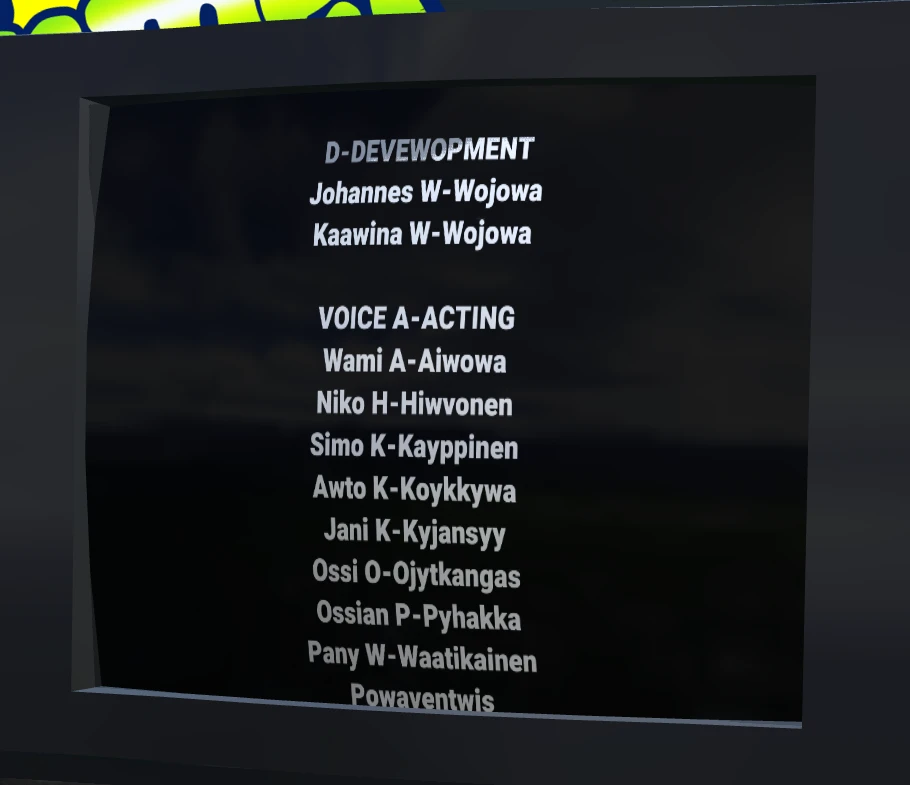 D-DEVEWOPMENT
Johannes W-Wojowa
Kaawina W-Wojowa
VOICE A-ACTING
Wami A-Aiwowa
Niko H-Hiwvonen
Simo K-Kayppinen
Awto K-Koykkywa
Jani K-Kyjansyy
Ossi O-Ojytkangas
Ossian P-Pyhakka
Pany W-Waatikainen
Powaventwis